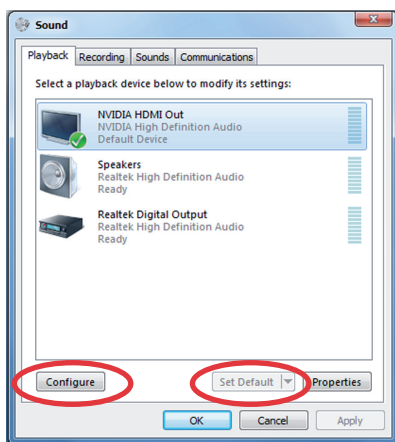 Sound
Playback Recording Sounds Communications
Select a playback device below to modify its settings:
NVIDIA HDMI Out
NVIDIA High Definition Audio
Default Device
Speakers
Realtek High Definition Audio
Ready
Realtek Digital Output
Realtek High Definition Audio
Ready
Configure Set Default Properties
OK Cancel Apply